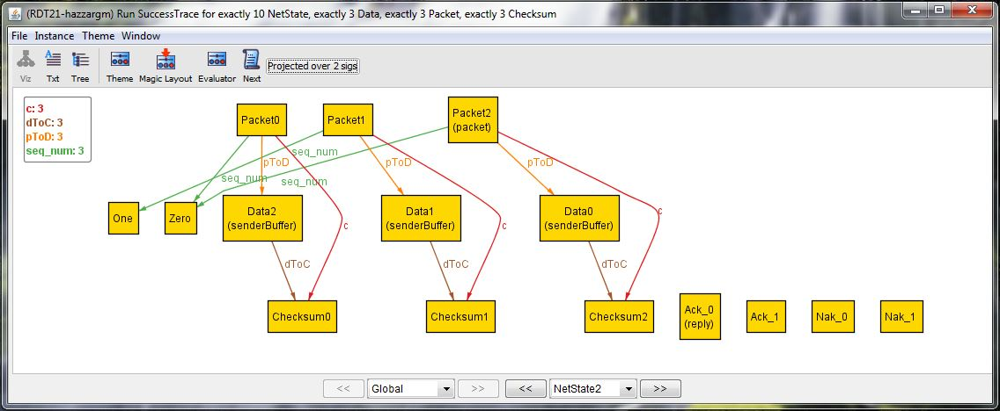 (RDT21-hazzargm) Run SuccessTrace for exactly 10 NetState, exactly 3 Data, exactly 3 Packet, exactly 3 Checksum
File Instance Theme Window
Viz Txt Tree Theme Magic Layout Evaluator Next Projected over 2 sigs
c: 3
dToC: 3
pToD: 3
seq_num: 3
Packet0
Packet1
Packet2
(packet)
seq_num
pToD
pToD
pToD
seq_num
seq_num
One
Zero
Data2
(senderBuffer)
Data1
(senderBuffer)
Data0
(senderBuffer)
c
c
c
dToC
dToC
dToC
Checksum0
Checksum1
Checksum2
Ack_0
(reply)
Ack_1
Nak_0
Nak_1
<< Global >> << NetState2 >>